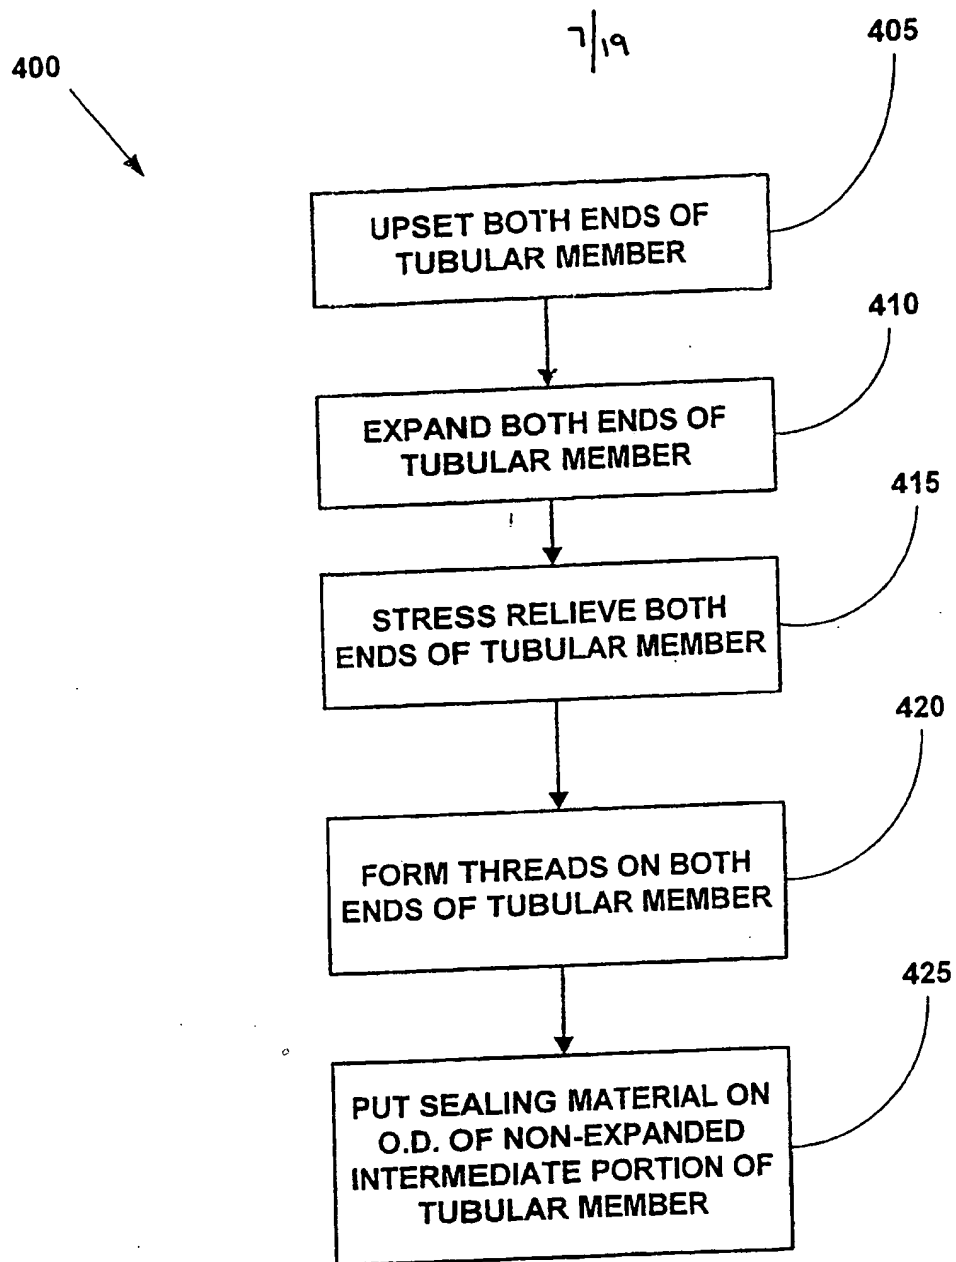 7/19
400
405
UPSET BOTH ENDS OF
TUBULAR MEMBER
410
EXPAND BOTH ENDS OF
TUBULAR MEMBER
415
STRESS RELIEVE BOTH
ENDS OF TUBULAR MEMBER
420
FORM THREADS ON BOTH
ENDS OF TUBULAR MEMBER
425
PUT SEALING MATERIAL ON
O.D. OF NON-EXPANDED
INTERMEDIATE PORTION OF
TUBULAR MEMBER